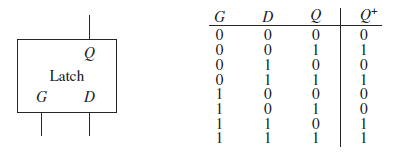 Q
Latch
G D
G D Q Q⁺
0 0 0 0
0 0 1 1
0 1 0 0
0 1 1 1
1 0 0 0
1 0 1 0
1 1 0 1
1 1 1 1